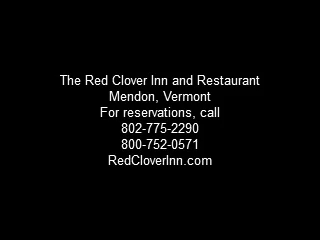 The Red Clover Inn and Restaurant
Mendon, Vermont
For reservations, call
802-775-2290
800-752-0571
RedCloverInn.com